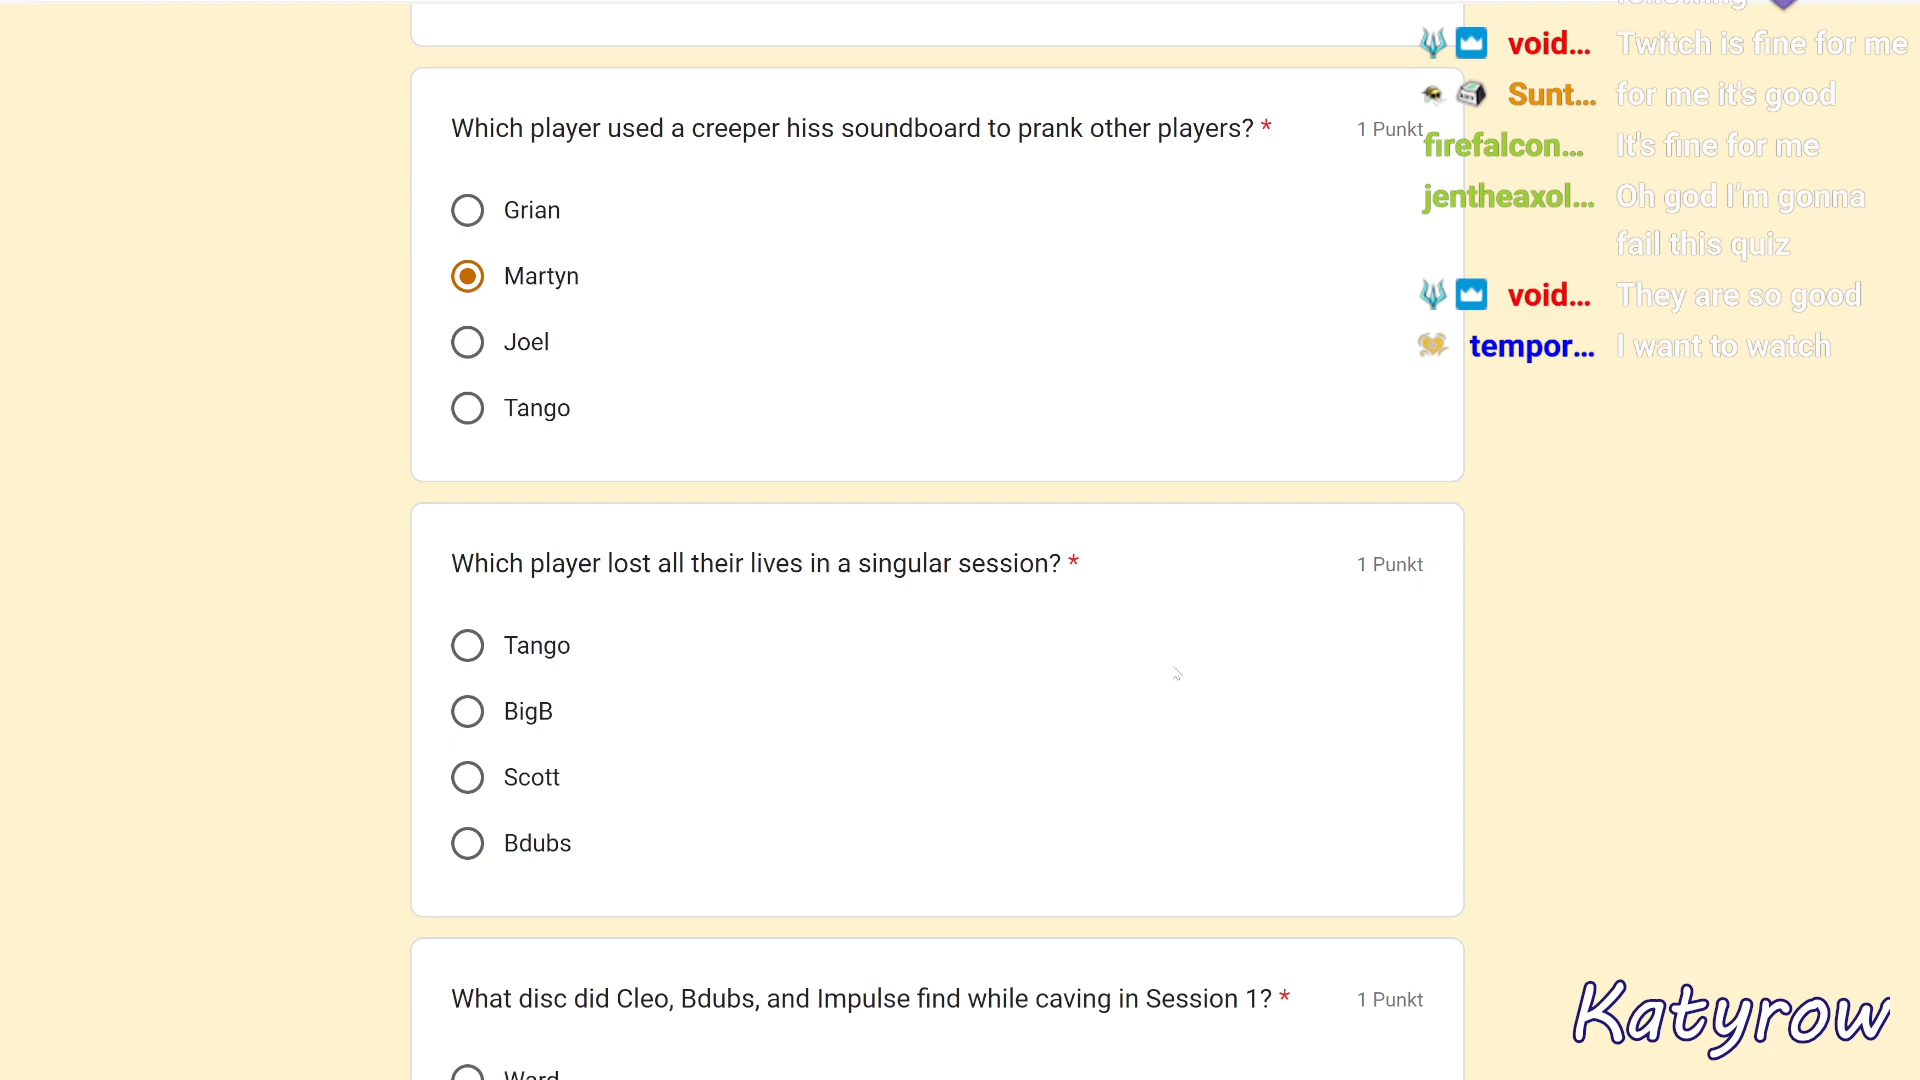 Which player used a creeper hiss soundboard to prank other players? *
1 Punkt
Grian
Martyn
Joel
Tango
Which player lost all their lives in a singular session? *
1 Punkt
Tango
BigB
Scott
Bdubs
What disc did Cleo, Bdubs, and Impulse find while caving in Session 1? *
1 Punkt
Ward
following
void... Twitch is fine for me
Sunt... for me it's good
firefalcon... It's fine for me
jentheaxol... Oh god I'm gonna
fail this quiz
void... They are so good
tempor... I want to watch
Katyrow